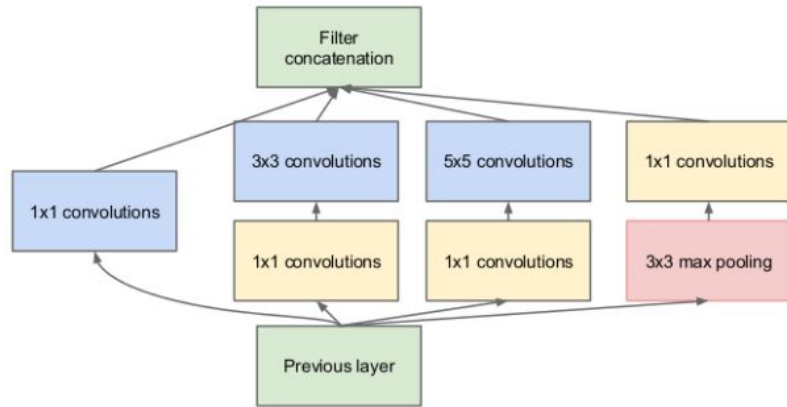 Filter
concatenation
3x3 convolutions
5x5 convolutions
1x1 convolutions
1x1 convolutions
1x1 convolutions
1x1 convolutions
3x3 max pooling
Previous layer